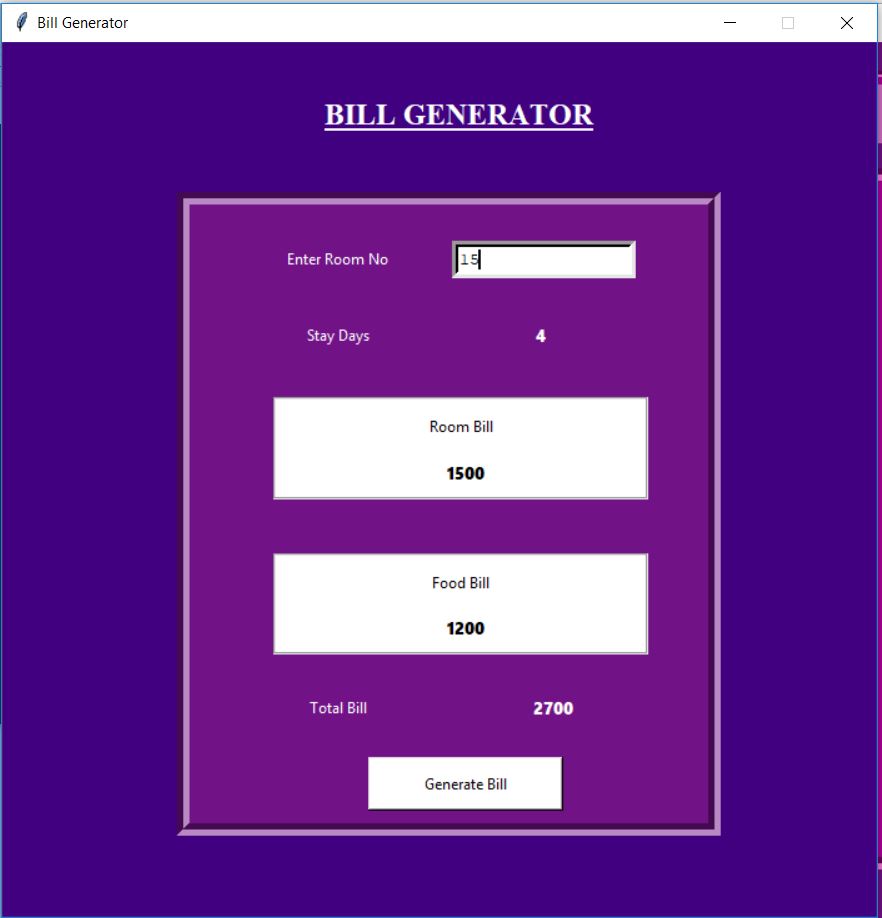 Bill Generator
BILL GENERATOR
Enter Room No 15
Stay Days 4
Room Bill
1500
Food Bill
1200
Total Bill 2700
Generate Bill